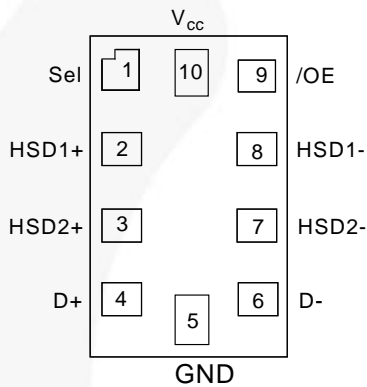 Vcc
Sel 1 10 9 /OE
HSD1+ 2 8 HSD1-
HSD2+ 3 7 HSD2-
D+ 4 5 6 D-
GND